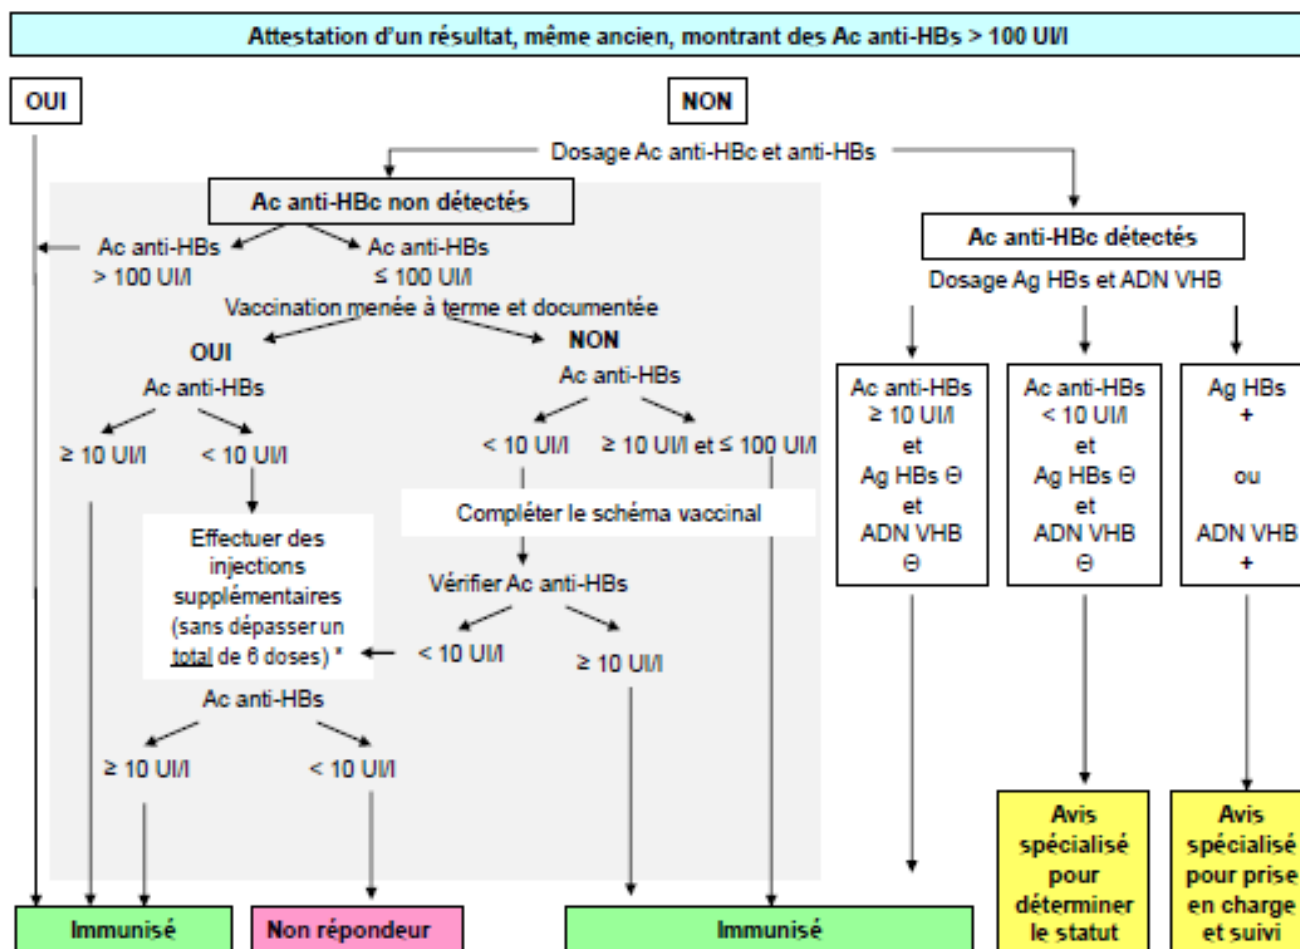 Attestation d'un résultat, même ancien, montrant des Ac anti-HBs > 100 UI/l
OUI
NON
Dosage Ac anti-HBc et anti-HBs
Ac anti-HBc non détectés
Ac anti-HBs
> 100 UI/l
Ac anti-HBs
≤ 100 UI/l
Vaccination menée à terme et documentée
OUI
Ac anti-HBs
≥ 10 UI/l
< 10 UI/l
NON
Ac anti-HBs
< 10 UI/l
≥ 10 UI/l et ≤ 100 UI/l
Effectuer des
injections
supplémentaires
(sans dépasser un
total de 6 doses) *
Compléter le schéma vaccinal
Vérifier Ac anti-HBs
< 10 UI/l
≥ 10 UI/l
Ac anti-HBs
≥ 10 UI/l
< 10 UI/l
Ac anti-HBc détectés
Dosage Ag HBs et ADN VHB
Ac anti-HBs
≥ 10 UI/l
et
Ag HBs Θ
et
ADN VHB
Θ
Ac anti-HBs
< 10 UI/l
et
Ag HBs Θ
et
ADN VHB
Θ
Ag HBs
+
ou
ADN VHB
+
Immunisé
Non répondeur
Immunisé
Avis
spécialisé
pour
déterminer
le statut
Avis
spécialisé
pour prise
en charge
et suivi